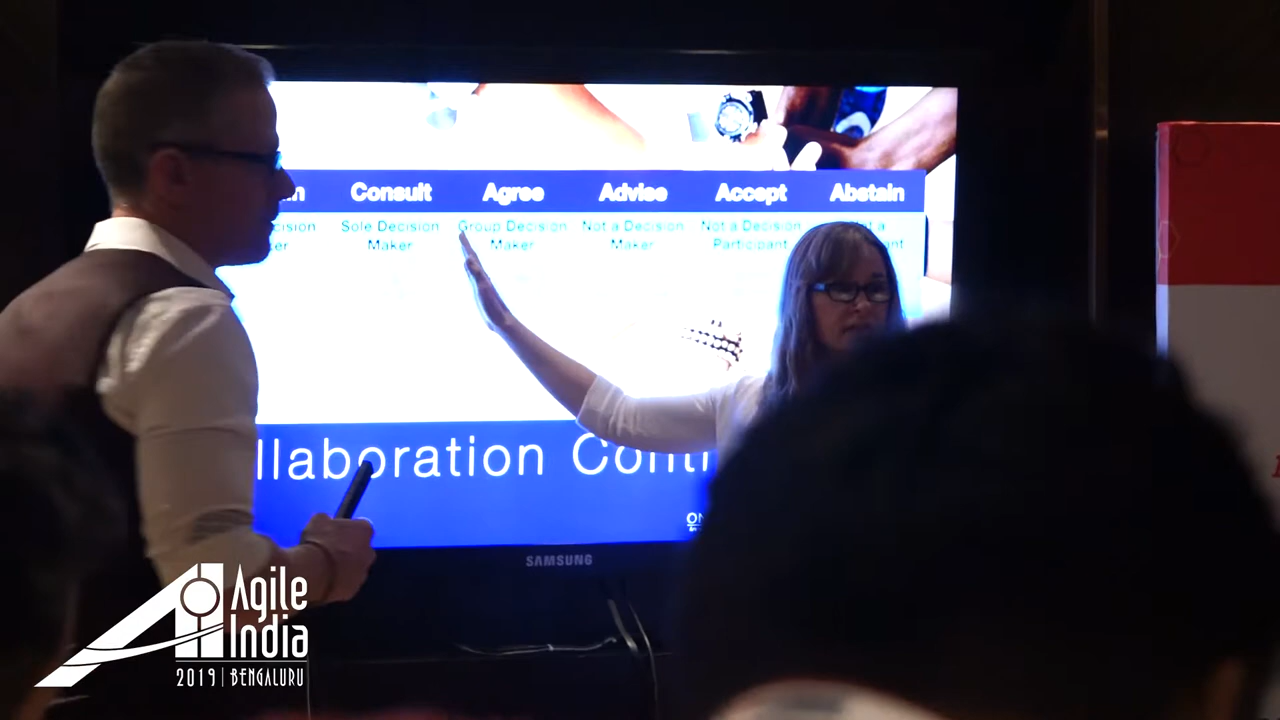 Consult Agree Advise Accept Abstain
Sole Decision Group Decision Not a Decision Not a Decision
Maker Maker Maker Participant
llaboration Cont
SAMSUNG
Agile
India
2019 | BENGALURU